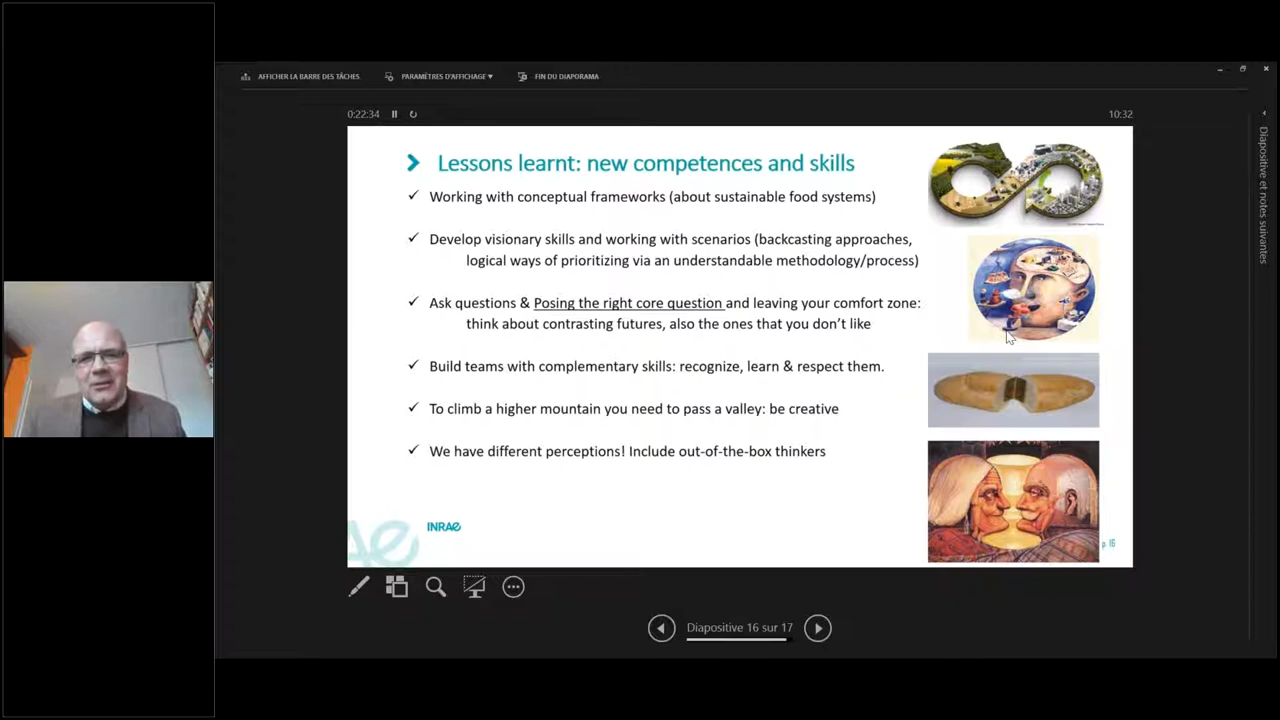 AFFICHER LA BARRE DES TÂCHES
PARAMÈTRES D'AFFICHAGE ▼
FIN DU DIAPORAMA
0:22:34
10:32
Lessons learnt: new competences and skills
✓ Working with conceptual frameworks (about sustainable food systems)
✓ Develop visionary skills and working with scenarios (backcasting approaches,
logical ways of prioritizing via an understandable methodology/process)
✓ Ask questions & Posing the right core question and leaving your comfort zone:
think about contrasting futures, also the ones that you don't like
✓ Build teams with complementary skills: recognize, learn & respect them.
✓ To climb a higher mountain you need to pass a valley: be creative
✓ We have different perceptions! Include out-of-the-box thinkers
INRAE
p. 16
Diapositive 16 sur 17
Diapositive et notes suivantes